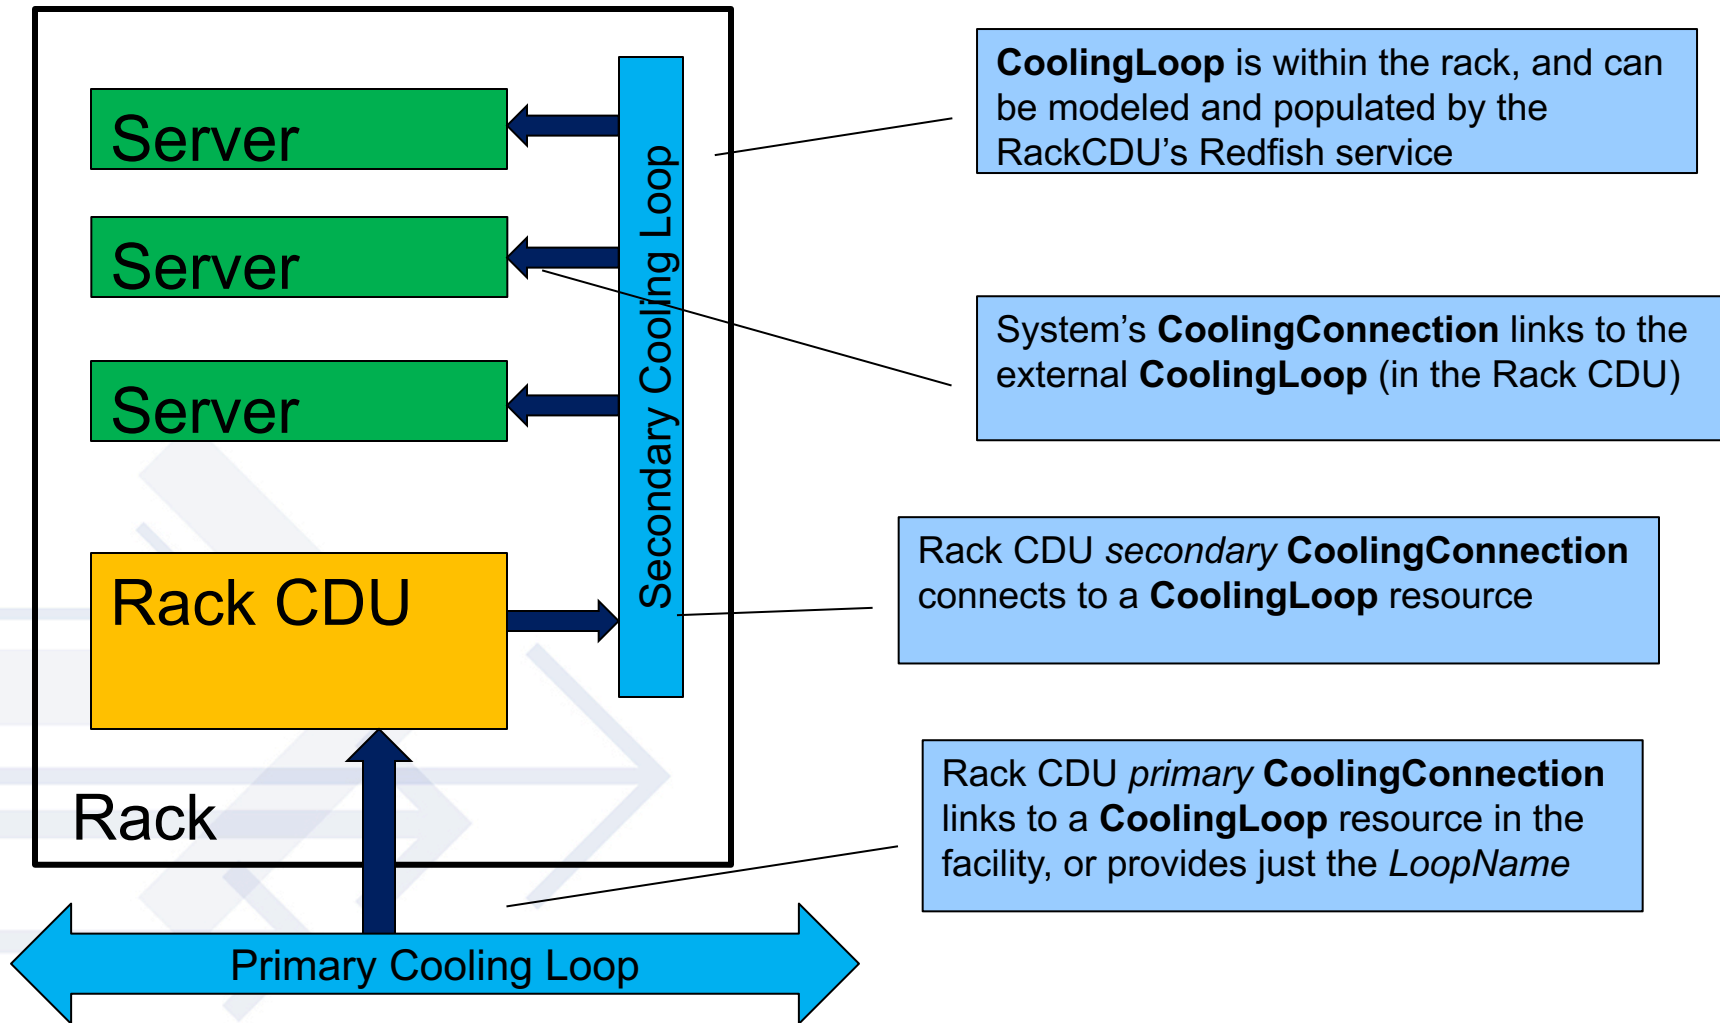 Server
Server
Server
Secondary Cooling Loop
Rack CDU
Rack
Primary Cooling Loop
CoolingLoop is within the rack, and can
be modeled and populated by the
RackCDU’s Redfish service
System’s CoolingConnection links to the
external CoolingLoop (in the Rack CDU)
Rack CDU secondary CoolingConnection
connects to a CoolingLoop resource
Rack CDU primary CoolingConnection
links to a CoolingLoop resource in the
facility, or provides just the LoopName